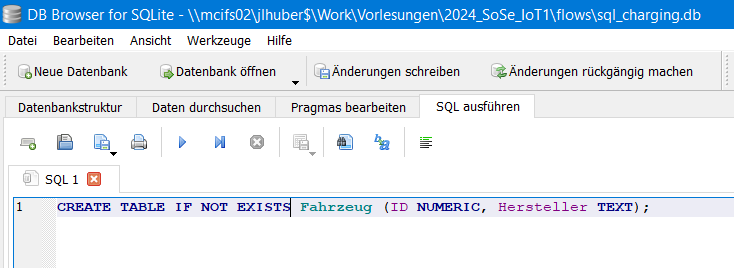 DB Browser for SQLite - \\mcifs02\jlhuber$\Work\Vorlesungen\2024_SoSe_IoT1\flows\sql_charging.db
Datei Bearbeiten Ansicht Werkzeuge Hilfe
Neue Datenbank Datenbank öffnen Änderungen schreiben Änderungen rückgängig machen
Datenbankstruktur Daten durchsuchen Pragmas bearbeiten SQL ausführen
SQL 1
1 CREATE TABLE IF NOT EXISTS Fahrzeug (ID NUMERIC, Hersteller TEXT);